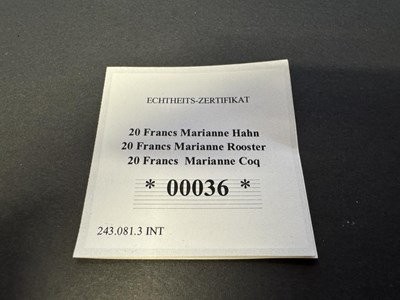 ECHTHEITS-ZERTIFIKAT
20 Francs Marianne Hahn
20 Francs Marianne Rooster
20 Francs Marianne Coq
* 00036 *
243.081.3 INT